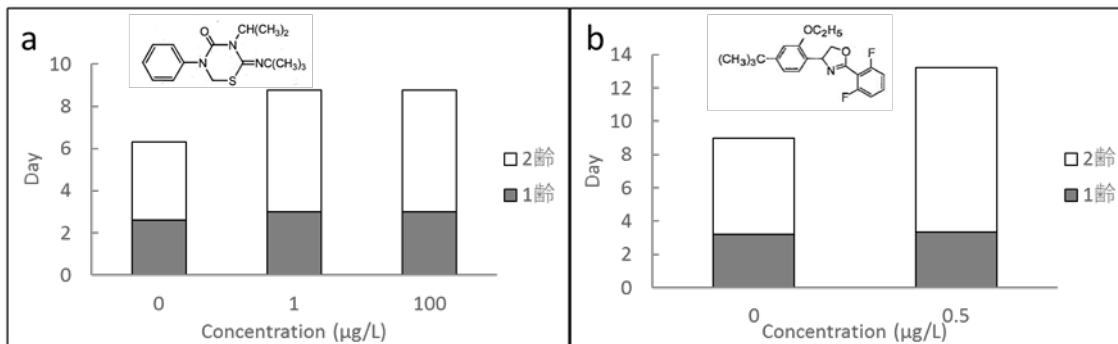 a
CH(CH₃)₂
O
N
N
NC(CH₃)₃
S
10
8
6
4
2
0
Day
2齢
1齢
0 1 100
Concentration (µg/L)
b
OC₂H₅
(CH₃)₃C
O
N
F
F
14
12
10
8
6
4
2
0
Day
2齢
1齢
0 0.5
Concentration (µg/L)